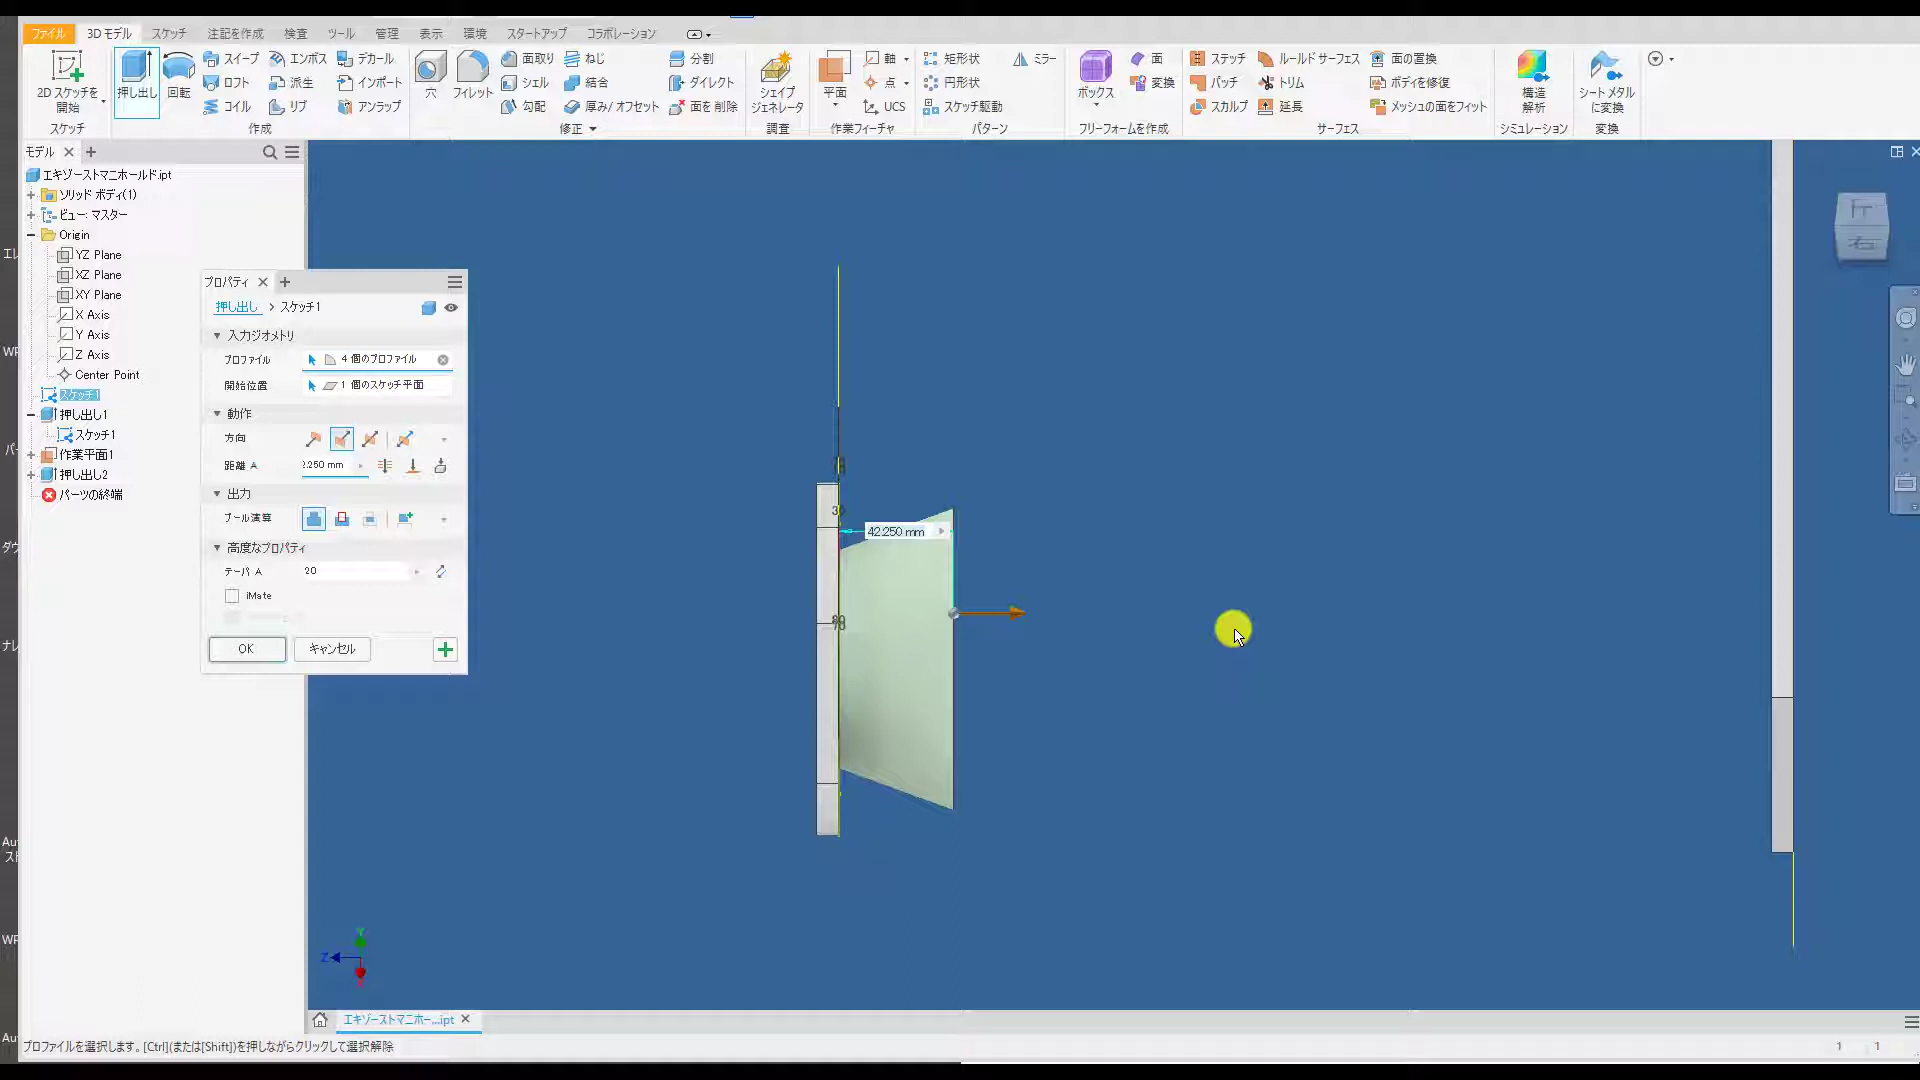 ファイル 3D モデル スケッチ 注記を作成 検査 ツール 管理 表示 環境 スタートアップ コラボレーション
2D スケッチを開始
押し出し
回転
スイープ エンボス デカール
ロフト 派生 インポート
コイル リブ アンラップ
穴
フィレット
面取り ねじ 分割
シェル 結合 ダイレクト
勾配 厚み/オフセット 面を削除
シェイプ ジェネレータ
平面
軸
点
UCS
矩形状 ミラー
円形状
スケッチ駆動
ボックス
面
変換
ステッチ ルールド サーフェス 面の置換
パッチ トリム ボディを修復
スカルプ 延長 メッシュの面をフィット
構造解析
シート メタルに変換
スケッチ 作成 修正 調査 作業フィーチャ パターン フリーフォームを作成 サーフェス シミュレーション 変換
モデル
エキゾーストマニホールド.ipt
ソリッド ボディ(1)
ビュー: マスター
Origin
YZ Plane
XZ Plane
XY Plane
X Axis
Y Axis
Z Axis
Center Point
スケッチ1
押し出し1
スケッチ1
作業平面1
押し出し2
パーツの終端
プロパティ
押し出し > スケッチ1
入力ジオメトリ
プロファイル 4 個のプロファイル
開始位置 1 個のスケッチ平面
動作
方向
距離 A 2.250 mm
出力
ブール演算
高度なプロパティ
テーパ A 20
iMate
OK キャンセル
42.250 mm
下
右
Y
Z
エキゾーストマニホー...ipt
プロファイルを選択します。[Ctrl](または[Shift])を押しながらクリックして選択解除
1 1